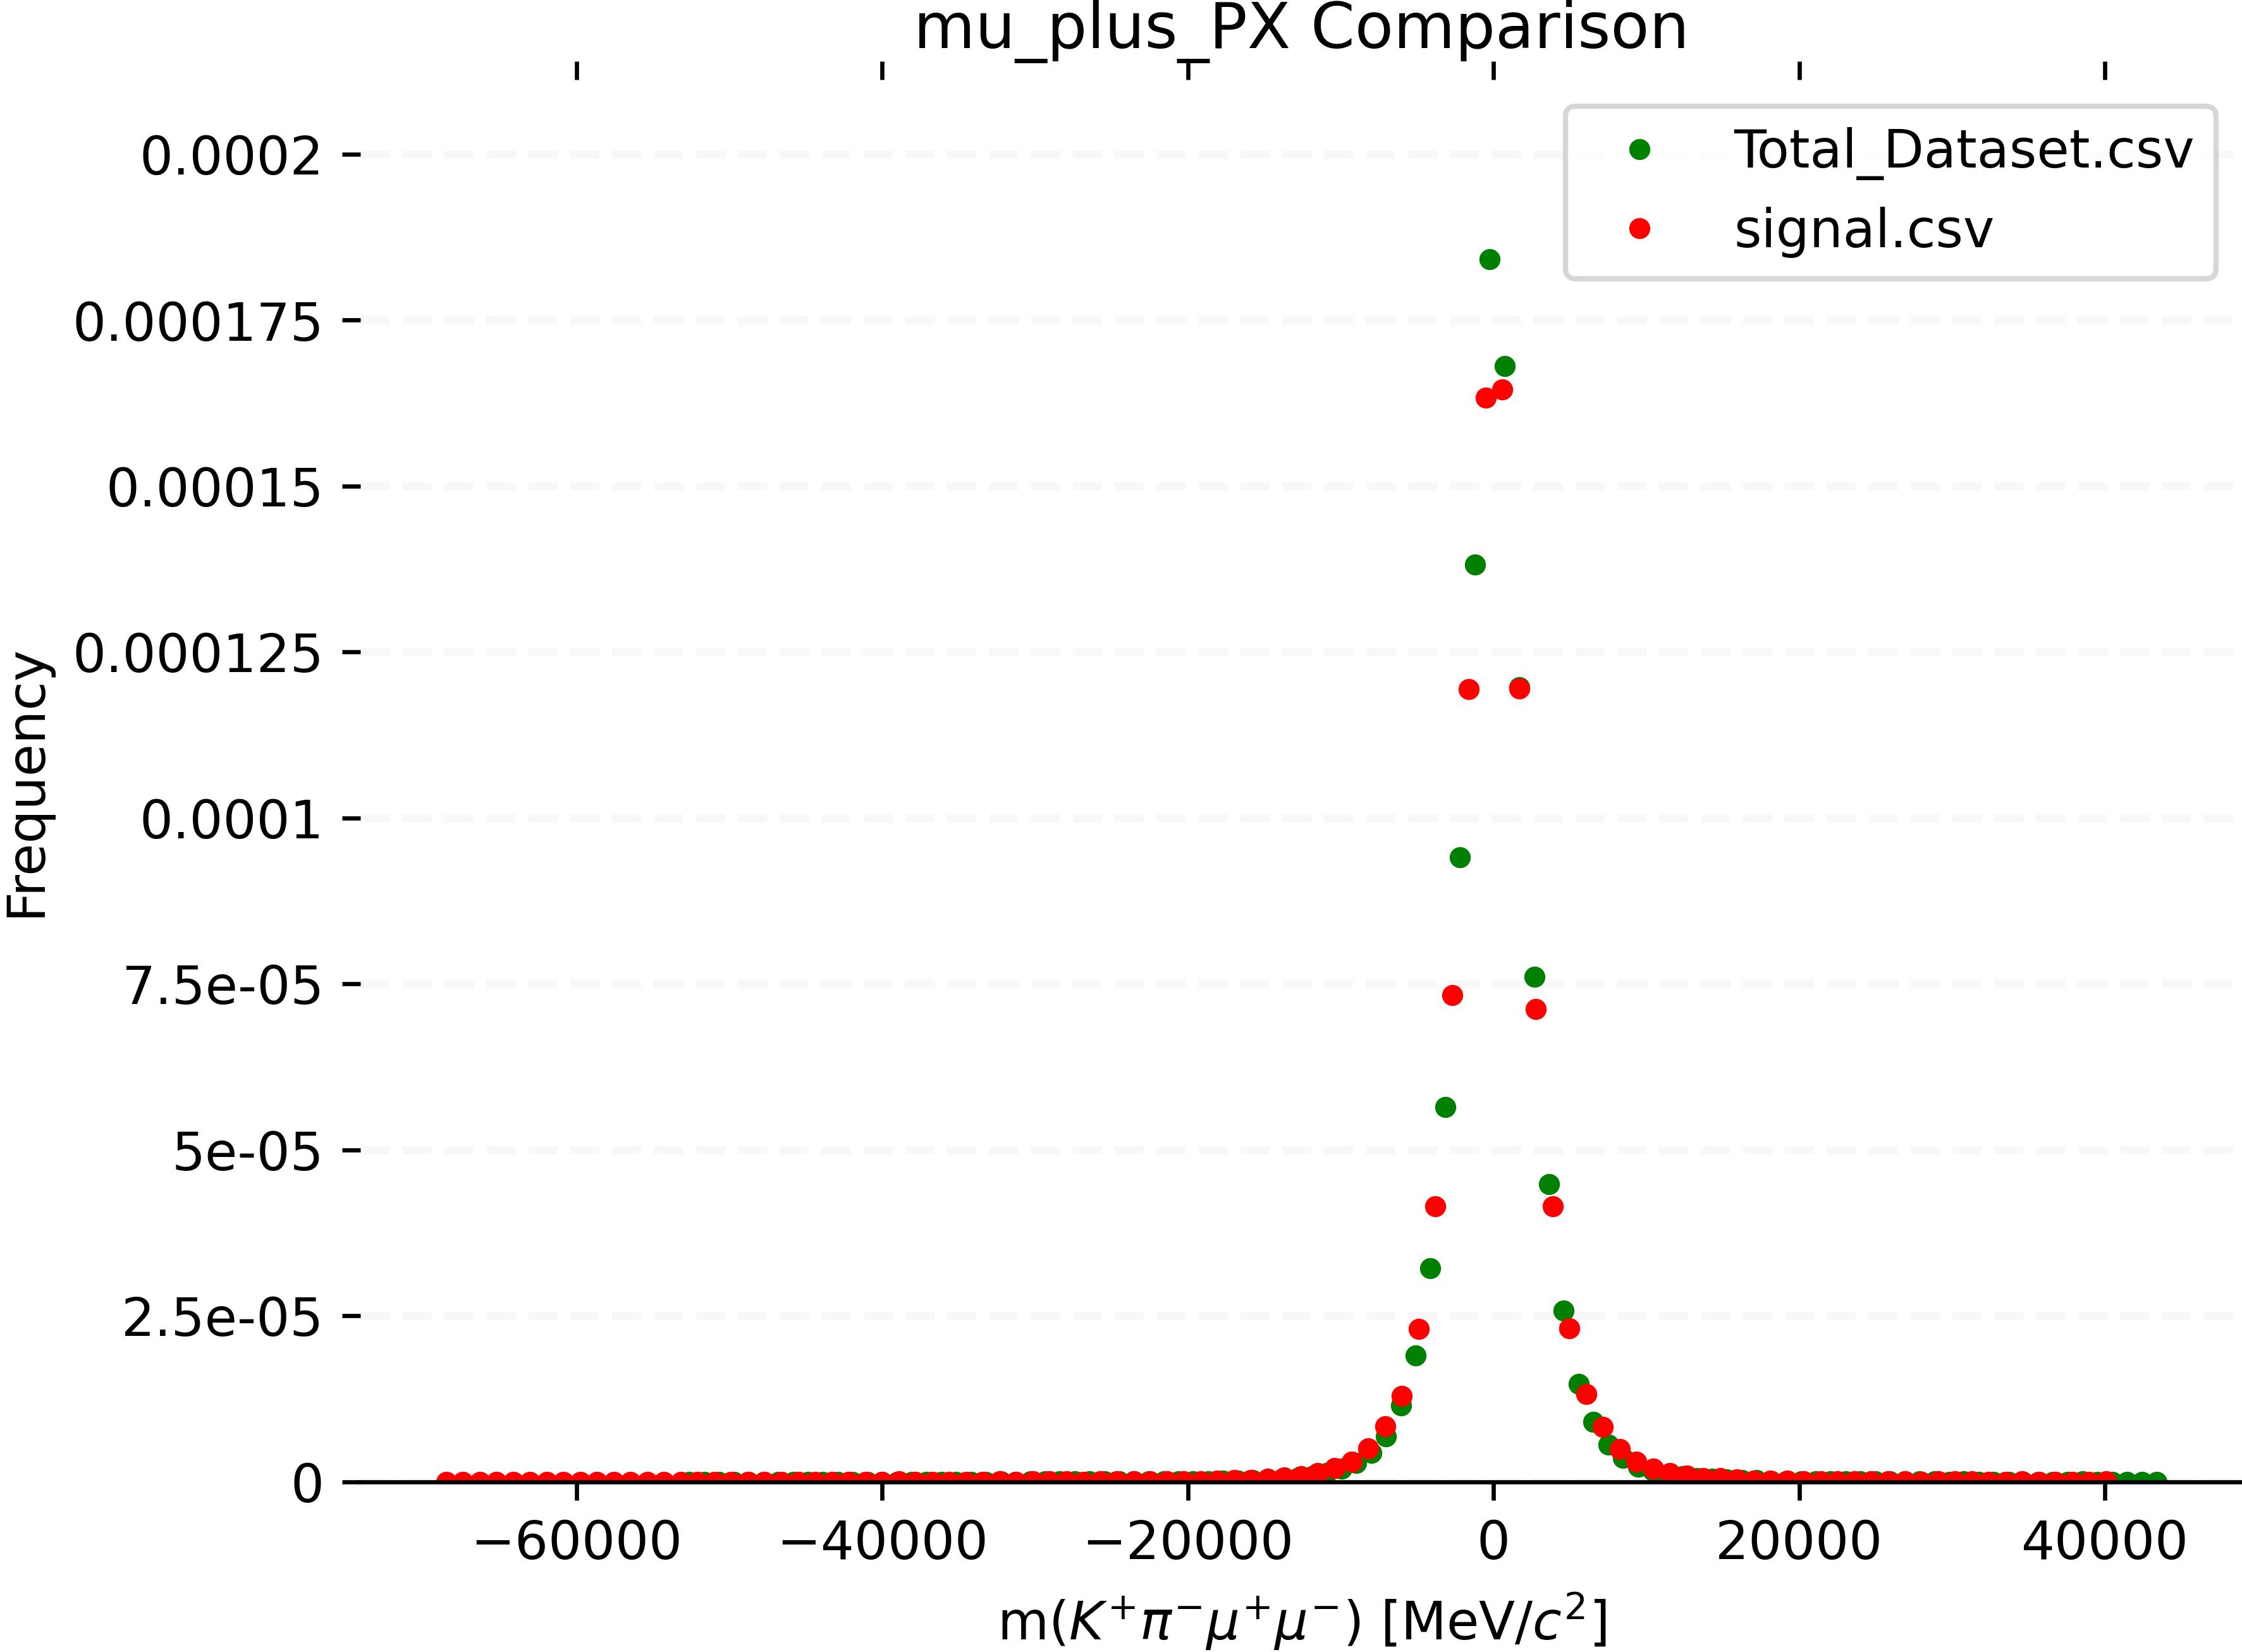 mu_plus_PX Comparison
Total_Dataset.csv
signal.csv
0.0002
0.000175
0.00015
0.000125
0.0001
7.5e-05
5e-05
2.5e-05
0
Frequency
−60000 −40000 −20000 0 20000 40000
m(K⁺π⁻μ⁺μ⁻) [MeV/c²]